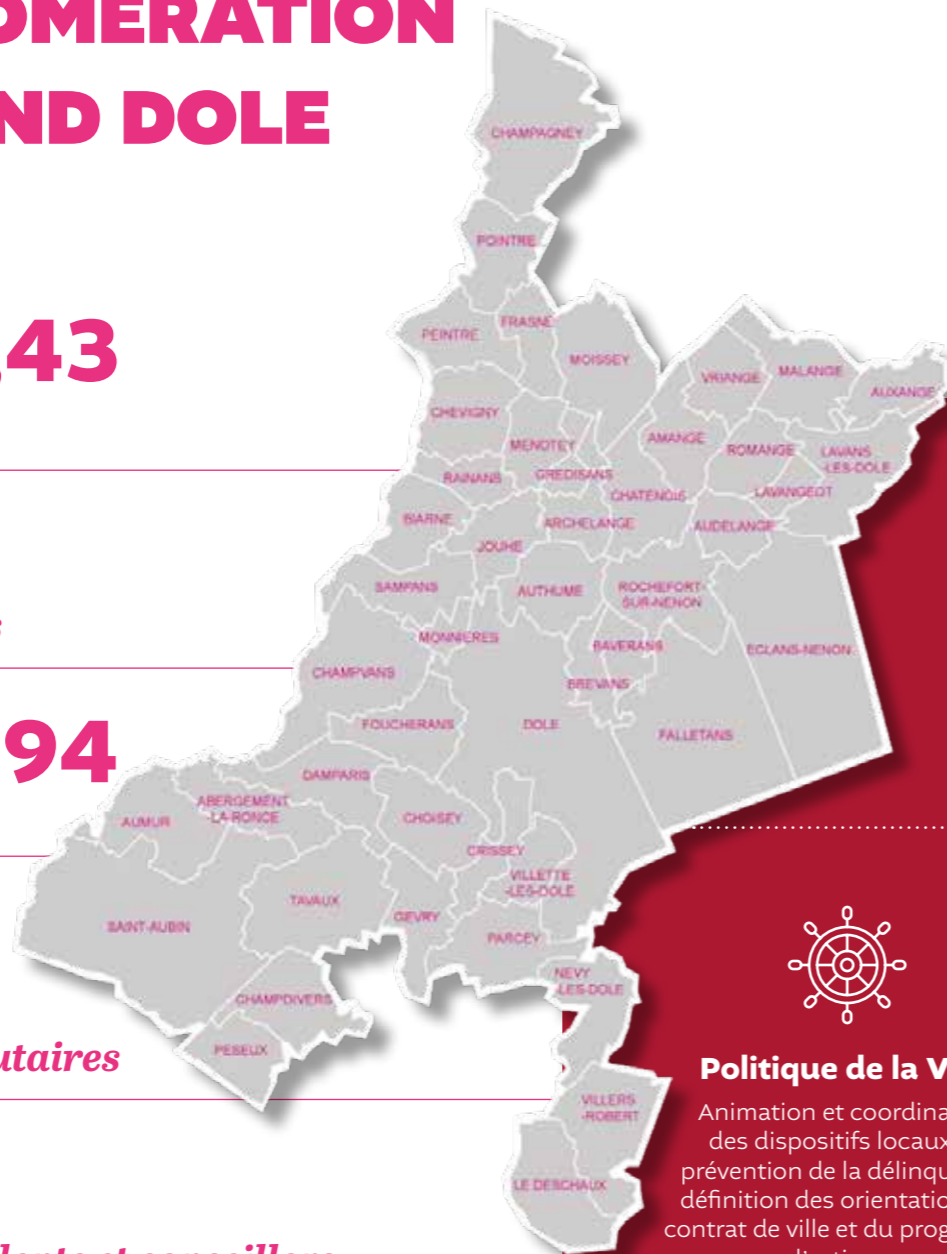 OMÉRATION
ND DOLE
,43
94
utaires
CHAMPAGNEY
POINTRE
PEINTRE
FRASNE
MOISSEY
VRIANGE
MALANGE
AUXANGE
CHEVIGNY
MENOTEY
AMANGE
ROMANGE
LAVANS
-LES-DOLE
RAINANS
GREDISANS
CHATENOIS
LAVANGEOT
BIARNE
ARCHELANGE
AUDELANGE
JOUHE
SAMPANS
AUTHUME
ROCHEFORT-
SUR-NENON
MONNIERES
BAVERANS
ECLANS-NENON
CHAMPVANS
BREVANS
FOUCHERANS
DOLE
FALLETANS
DAMPARIS
ABERGEMENT
-LA-RONCE
AUMUR
CHOISEY
CRISSEY
VILLETTE
-LES-DOLE
TAVAUX
GEVRY
SAINT-AUBIN
PARCEY
NEVY
-LES-DOLE
CHAMPDIVERS
PESEUX
VILLERS
-ROBERT
LE DESCHAUX
Politique de la V
Animation et coordina
des dispositifs locaux
prévention de la délinqu
définition des orientation
contrat de ville et du prog